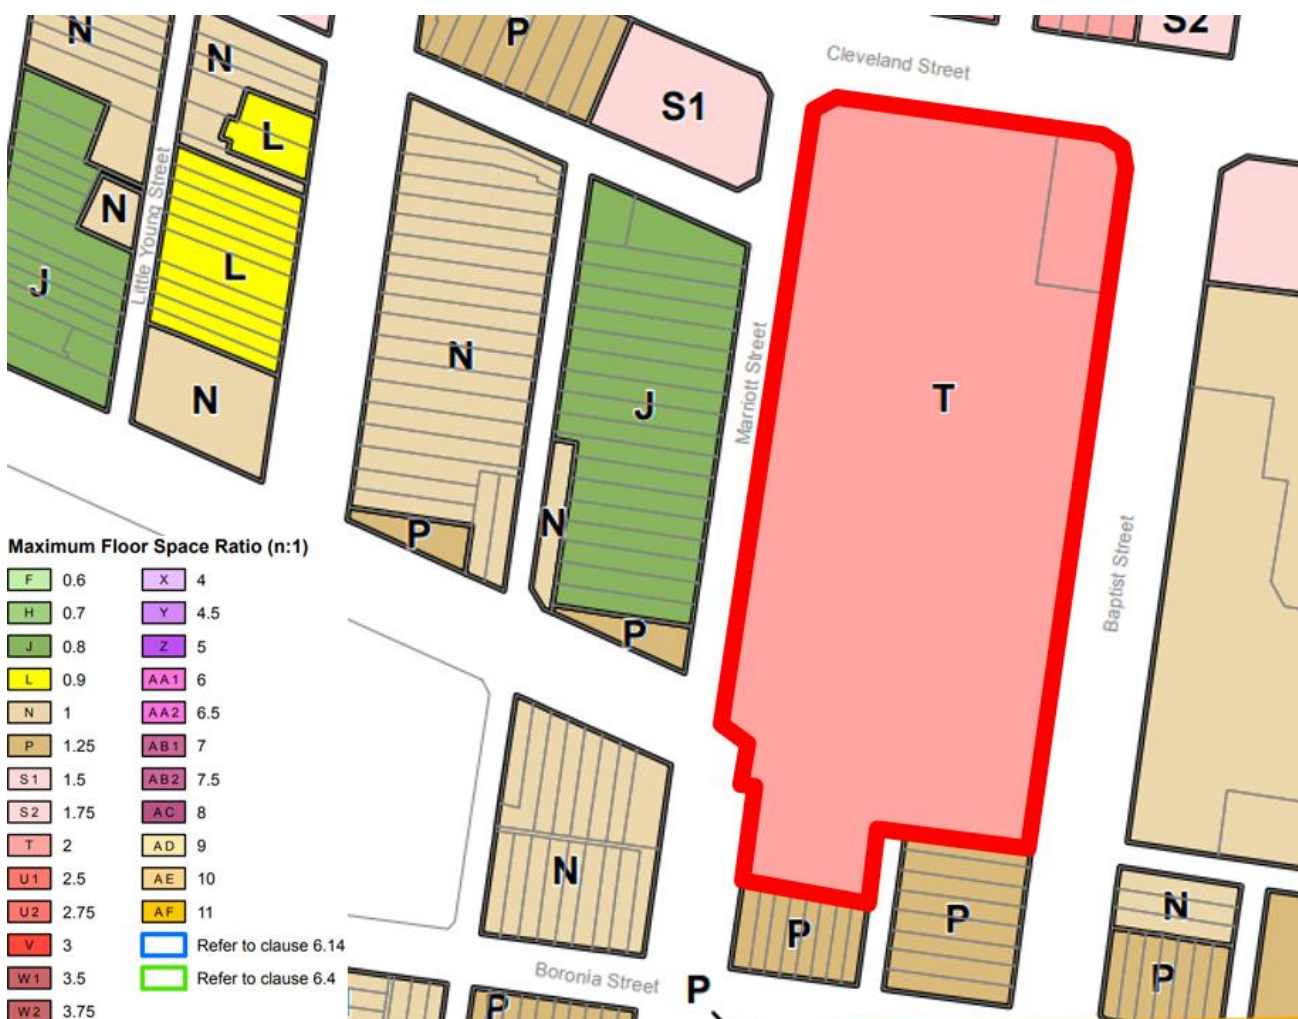 N
N
P
S2
Cleveland Street
S1
L
N
Little Young Street
L
J
N
N
J
T
Marriott Street
P
N
P
Baptist Street
Maximum Floor Space Ratio (n:1)
F 0.6
H 0.7
J 0.8
L 0.9
N 1
P 1.25
S1 1.5
S2 1.75
T 2
U1 2.5
U2 2.75
V 3
W1 3.5
W2 3.75
X 4
Y 4.5
Z 5
AA1 6
AA2 6.5
AB1 7
AB2 7.5
AC 8
AD 9
AE 10
AF 11
Refer to clause 6.14
Refer to clause 6.4
N
P
P
N
P
Boronia Street
P
P